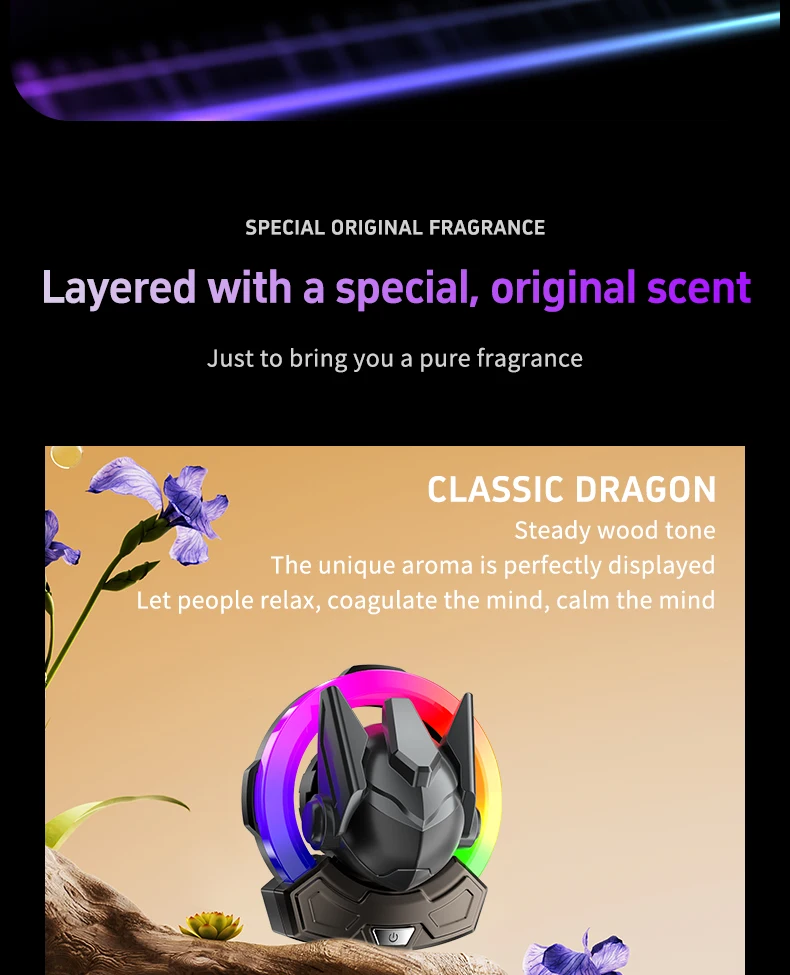 SPECIAL ORIGINAL FRAGRANCE
Layered with a special, original scent
Just to bring you a pure fragrance
CLASSIC DRAGON
Steady wood tone
The unique aroma is perfectly displayed
Let people relax, coagulate the mind, calm the mind